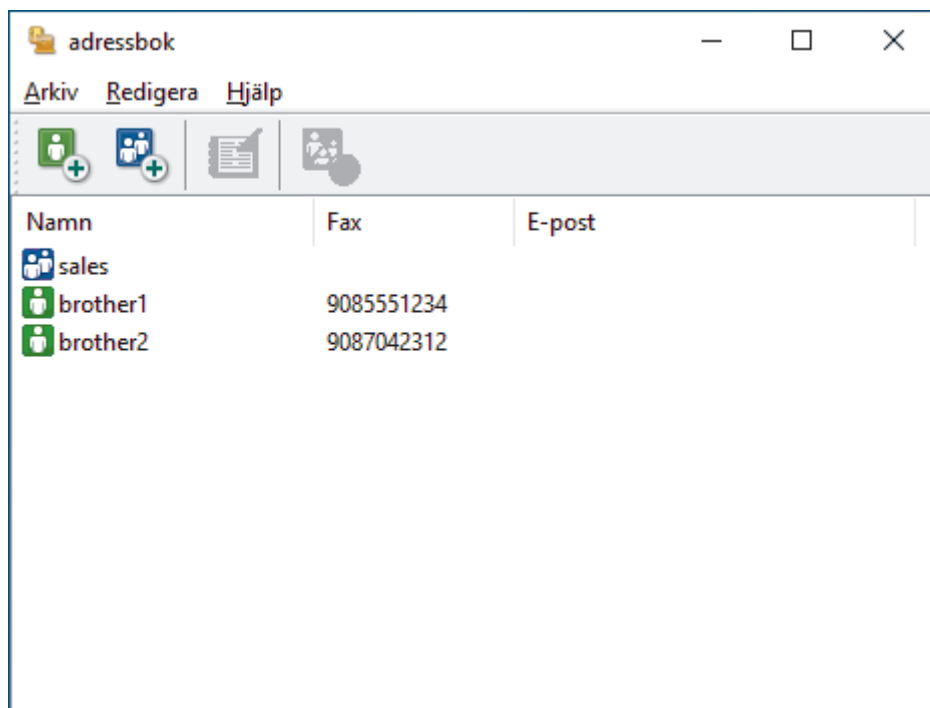 adressbok
Arkiv Redigera Hjälp
Namn Fax E-post
sales
brother1 9085551234
brother2 9087042312